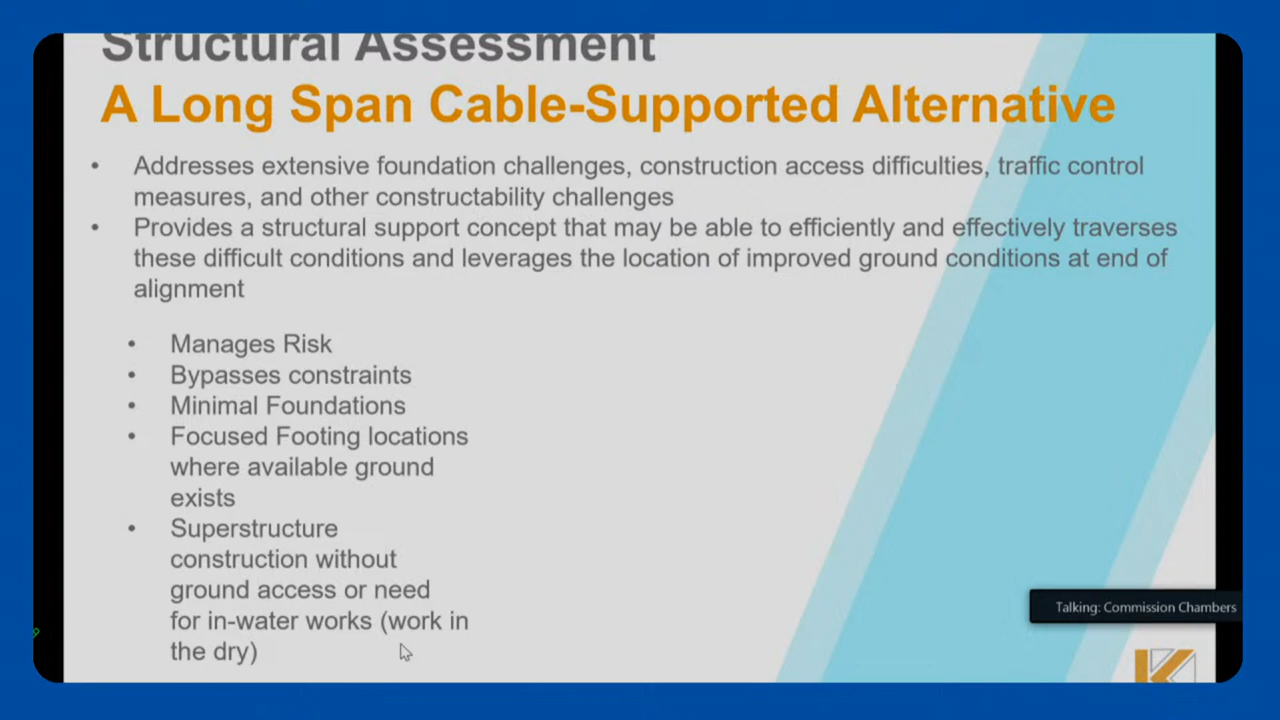 Structural Assessment
A Long Span Cable-Supported Alternative
• Addresses extensive foundation challenges, construction access difficulties, traffic control
measures, and other constructability challenges
• Provides a structural support concept that may be able to efficiently and effectively traverses
these difficult conditions and leverages the location of improved ground conditions at end of
alignment
• Manages Risk
• Bypasses constraints
• Minimal Foundations
• Focused Footing locations
where available ground
exists
• Superstructure
construction without
ground access or need
for in-water works (work in
the dry)
Talking: Commission Chambers